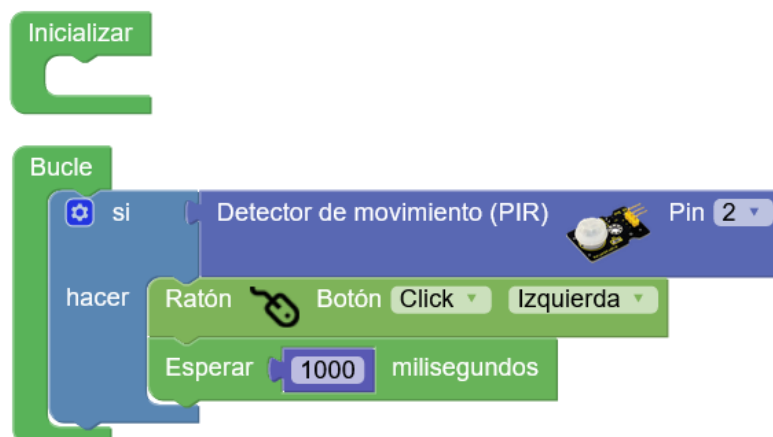 Inicializar
Bucle
si Detector de movimiento (PIR) Pin 2
hacer Ratón Botón Click Izquierda
Esperar 1000 milisegundos